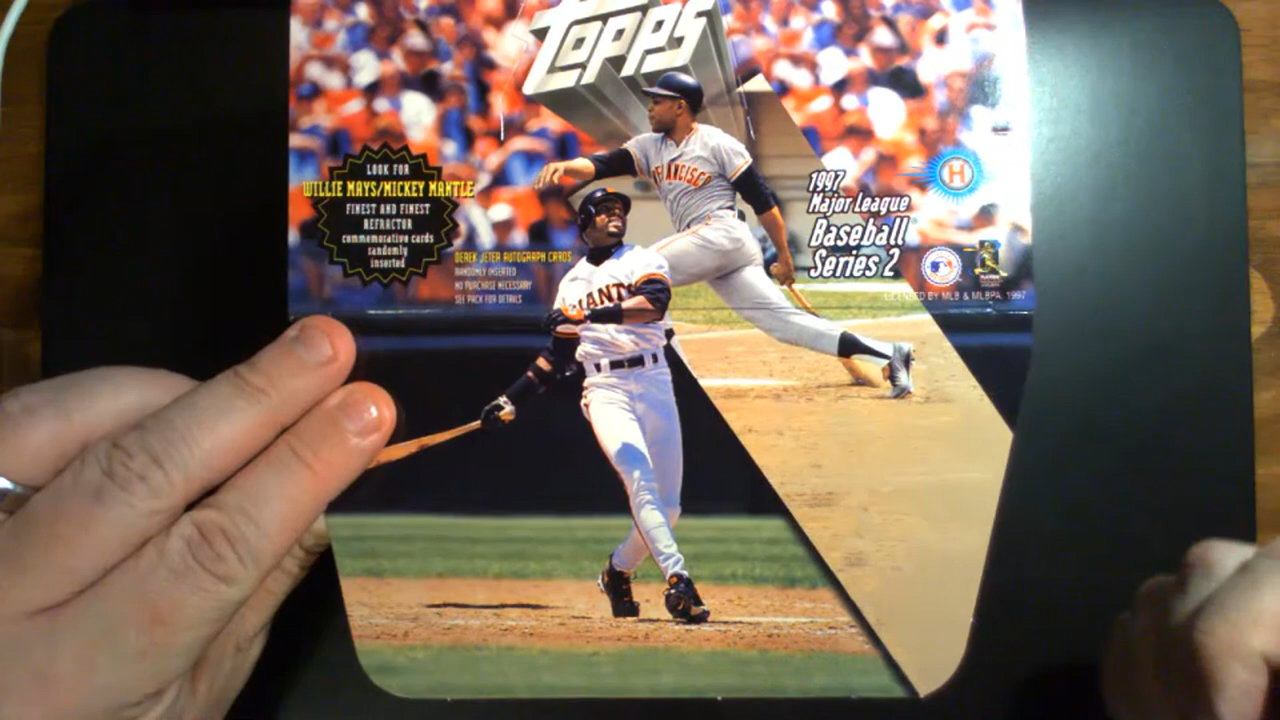 Topps
FRANCISCO
LOOK FOR
WILLIE MAYS/MICKEY MANTLE
FINEST AND FINEST
REFRACTOR
commemorative cards
randomly
inserted
DEREK JETER AUTOGRAPH CARDS
RANDOMLY INSERTED
NO PURCHASE NECESSARY
SEE PACK FOR DETAILS
IANTS
1997
Major League
Baseball
Series 2
H
LICENSED BY MLB & MLBPA 1997